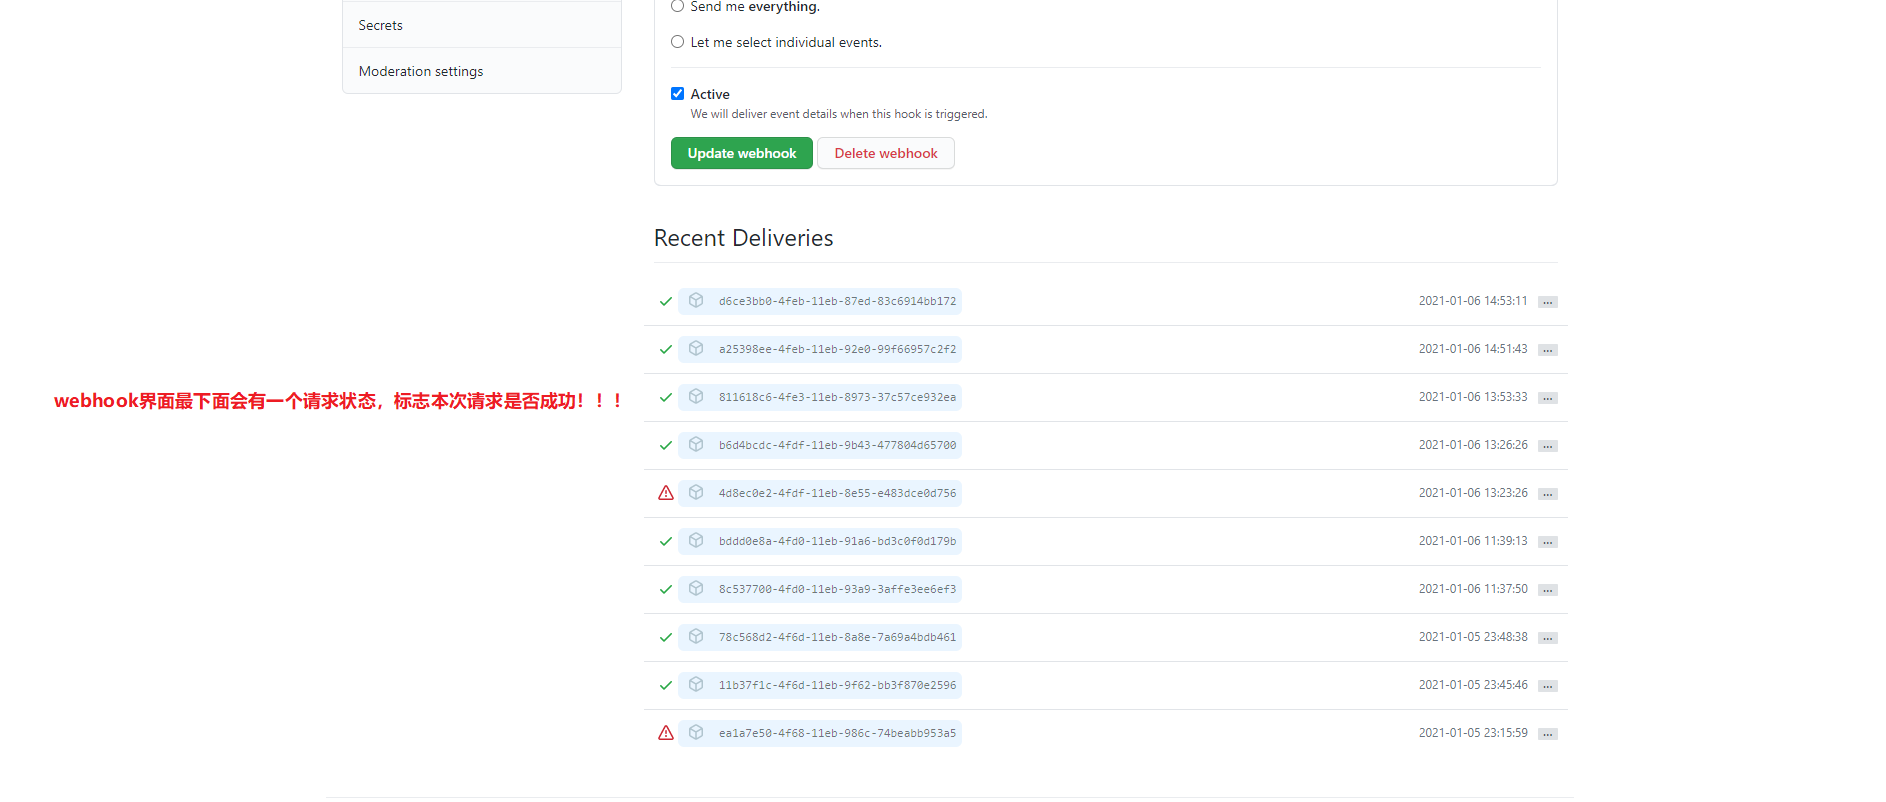 Send me everything.
Secrets
Let me select individual events.
Moderation settings
Active
We will deliver event details when this hook is triggered.
Update webhook
Delete webhook
Recent Deliveries
d6ce3bb0-4feb-11eb-87ed-83c6914bb172 2021-01-06 14:53:11 ...
a25398ee-4feb-11eb-92e0-99f66957c2f2 2021-01-06 14:51:43 ...
webhook界面最下面会有一个请求状态，标志本次请求是否成功！！！
811618c6-4fe3-11eb-8973-37c57ce932ea 2021-01-06 13:53:33 ...
b6d4bcdc-4fdf-11eb-9b43-477804d65700 2021-01-06 13:26:26 ...
4d8ec0e2-4fdf-11eb-8e55-e483dce0d756 2021-01-06 13:23:26 ...
bddd0e8a-4fd0-11eb-91a6-bd3c0f0d179b 2021-01-06 11:39:13 ...
8c537700-4fd0-11eb-93a9-3affe3ee6ef3 2021-01-06 11:37:50 ...
78c568d2-4f6d-11eb-8a8e-7a69a4bdb461 2021-01-05 23:48:38 ...
11b37f1c-4f6d-11eb-9f62-bb3f870e2596 2021-01-05 23:45:46 ...
ea1a7e50-4f68-11eb-986c-74beabb953a5 2021-01-05 23:15:59 ...